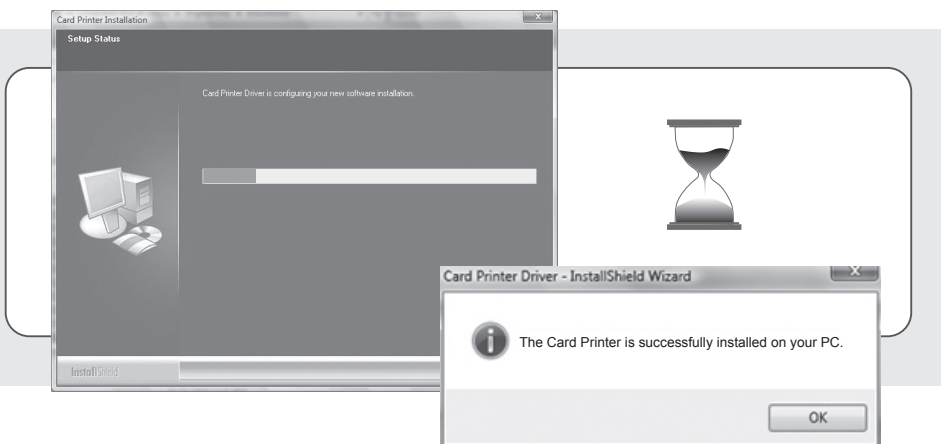 Card Printer Installation
X
Setup Status
Card Printer Driver is configuring your new software installation.
InstallShield
Card Printer Driver - InstallShield Wizard
X
The Card Printer is successfully installed on your PC.
OK